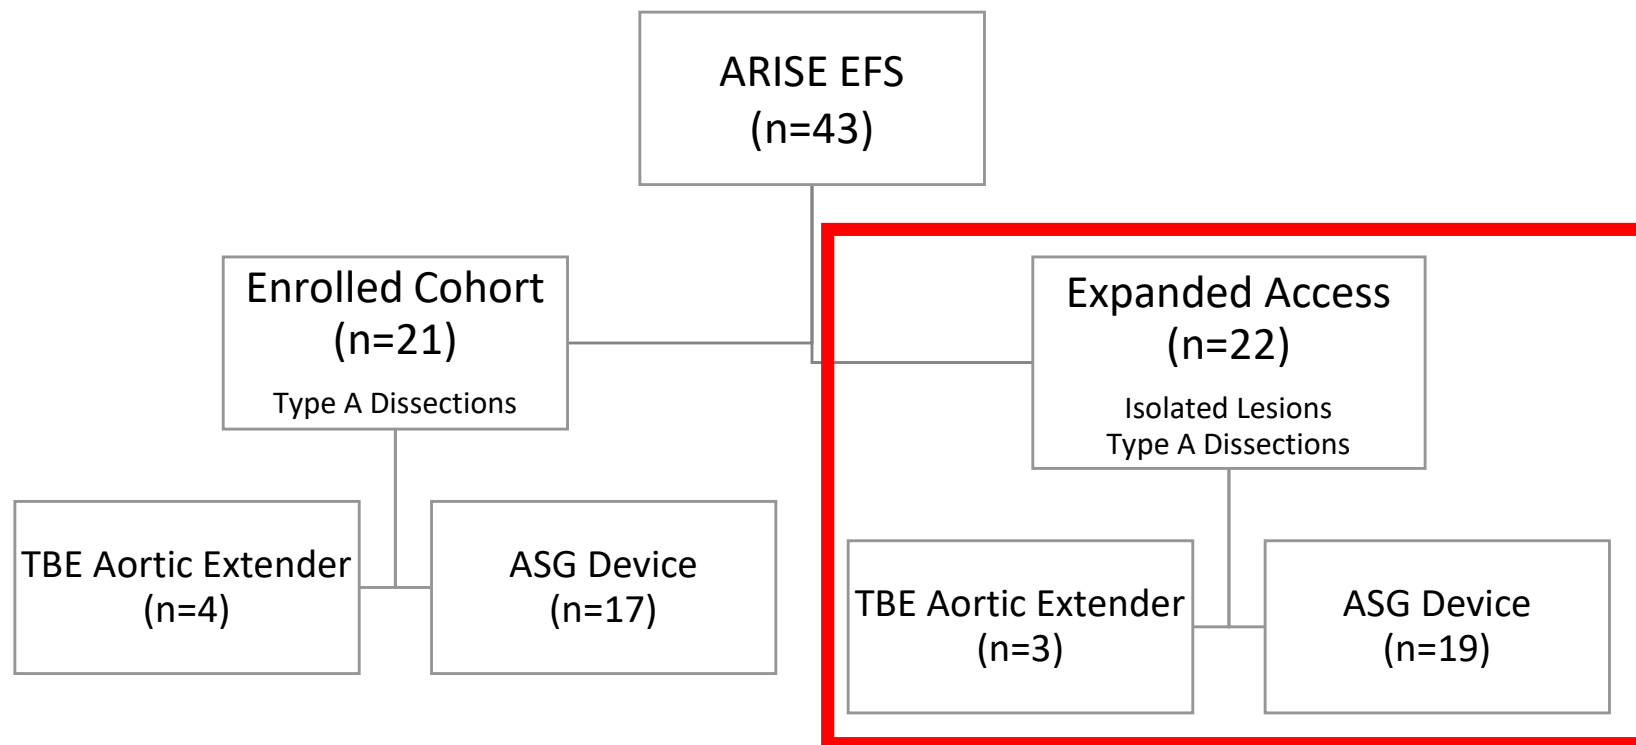 ARISE EFS
(n=43)
Enrolled Cohort
(n=21)
Type A Dissections
Expanded Access
(n=22)
Isolated Lesions
Type A Dissections
TBE Aortic Extender
(n=4)
ASG Device
(n=17)
TBE Aortic Extender
(n=3)
ASG Device
(n=19)